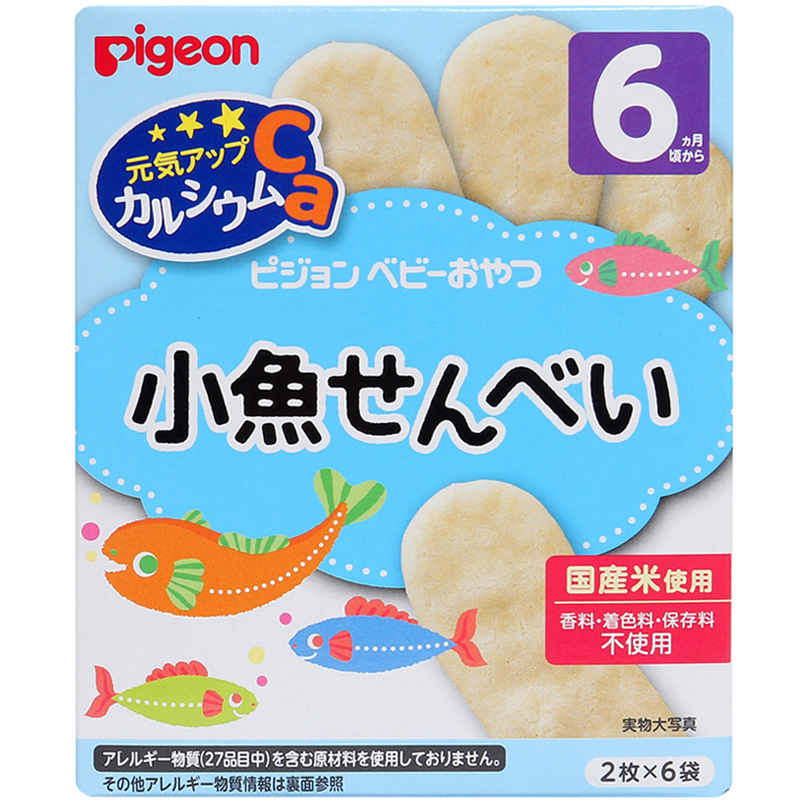 Pigeon
元気アップ
カルシウム
Ca
6
ヵ月
頃から
ピジョン ベビーおやつ
小魚せんべい
国産米使用
香料・着色料・保存料
不使用
実物大写真
アレルギー物質(27品目中)を含む原材料を使用しておりません。
その他アレルギー物質情報は裏面参照
2枚×6袋